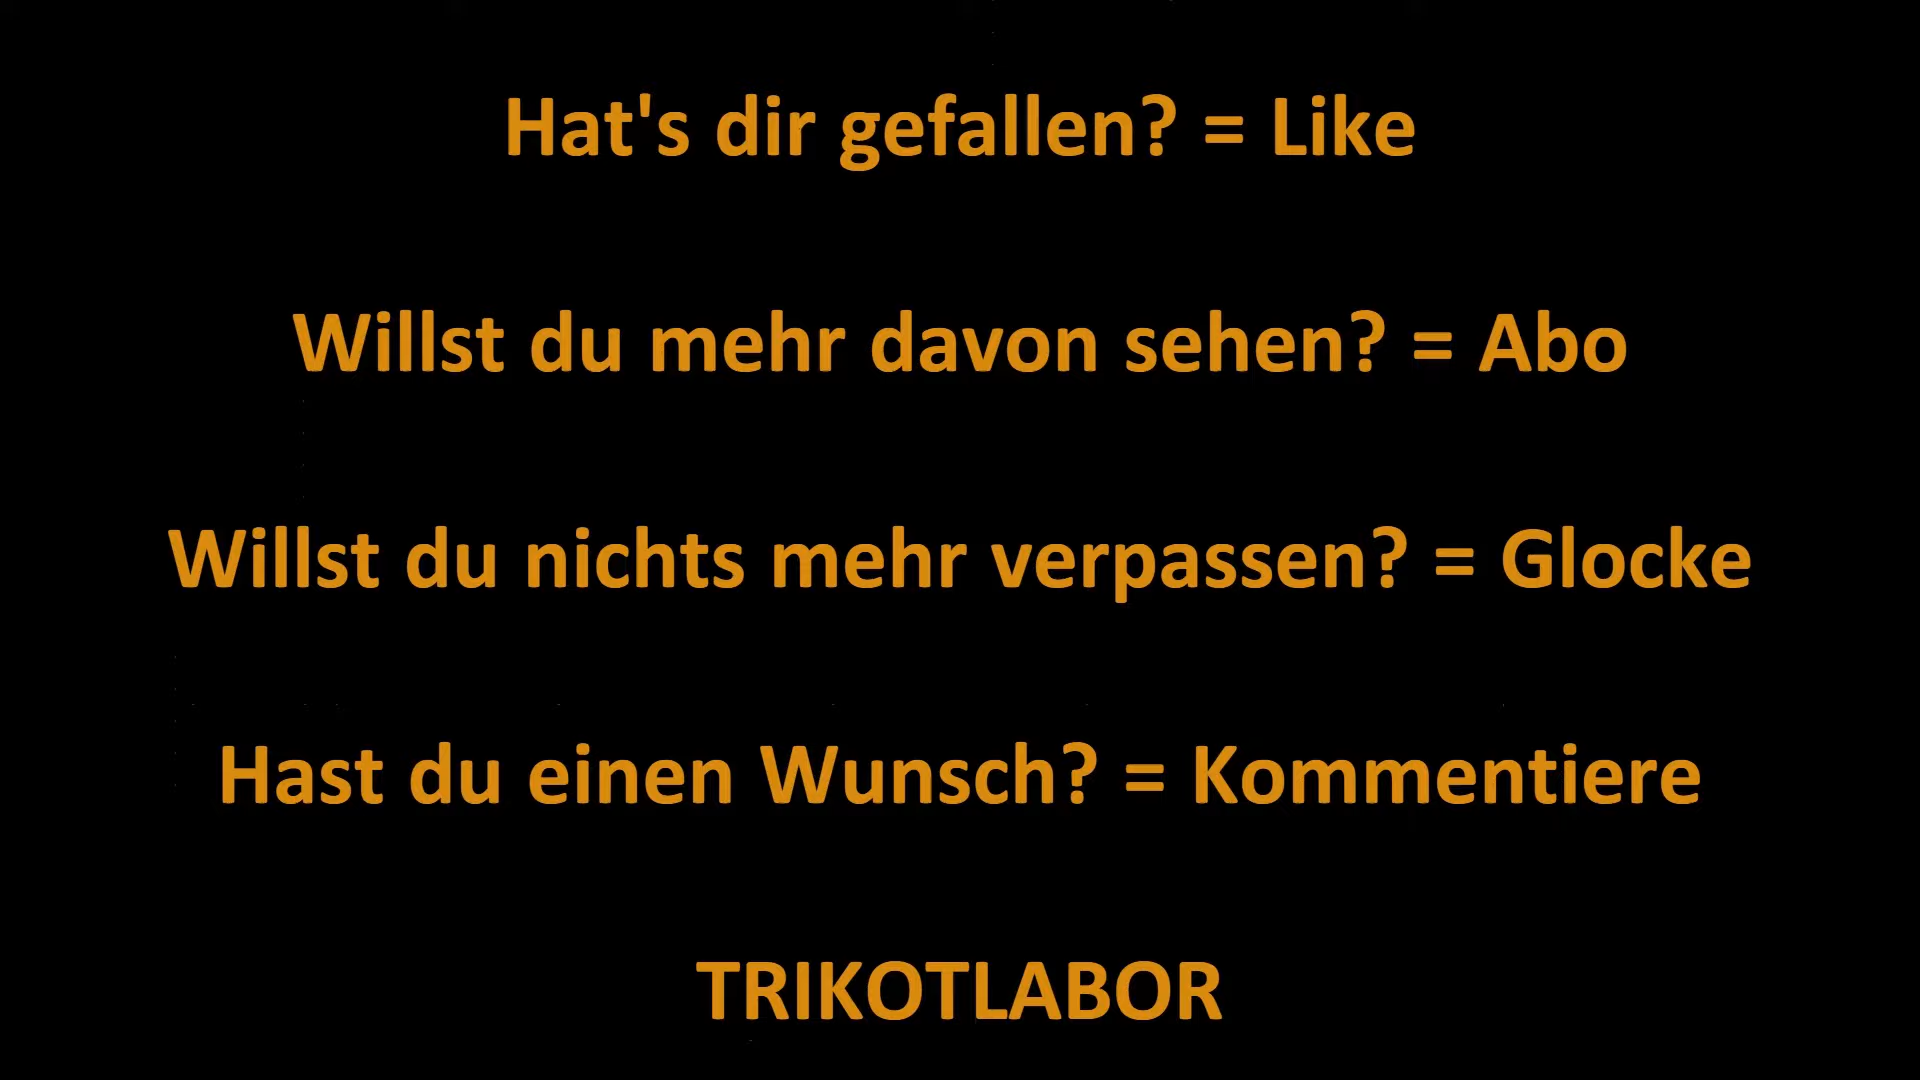 Hat's dir gefallen? = Like
Willst du mehr davon sehen? = Abo
Willst du nichts mehr verpassen? = Glocke
Hast du einen Wunsch? = Kommentiere
TRIKOTLABOR